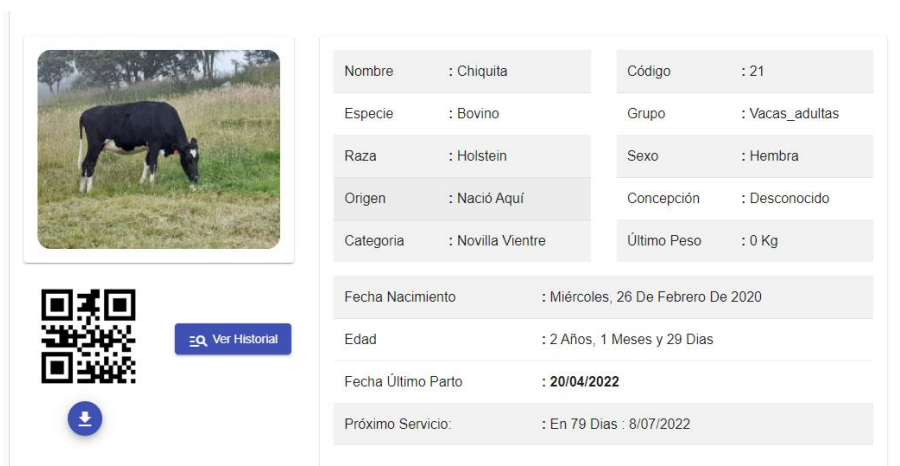 Nombre : Chiquita Código : 21
Especie : Bovino Grupo : Vacas_adultas
Raza : Holstein Sexo : Hembra
Origen : Nació Aquí Concepción : Desconocido
Categoria : Novilla Vientre Último Peso : 0 Kg
Fecha Nacimiento : Miércoles, 26 De Febrero De 2020
Ver Historial
Edad : 2 Años, 1 Meses y 29 Dias
Fecha Último Parto : 20/04/2022
Próximo Servicio: : En 79 Dias : 8/07/2022